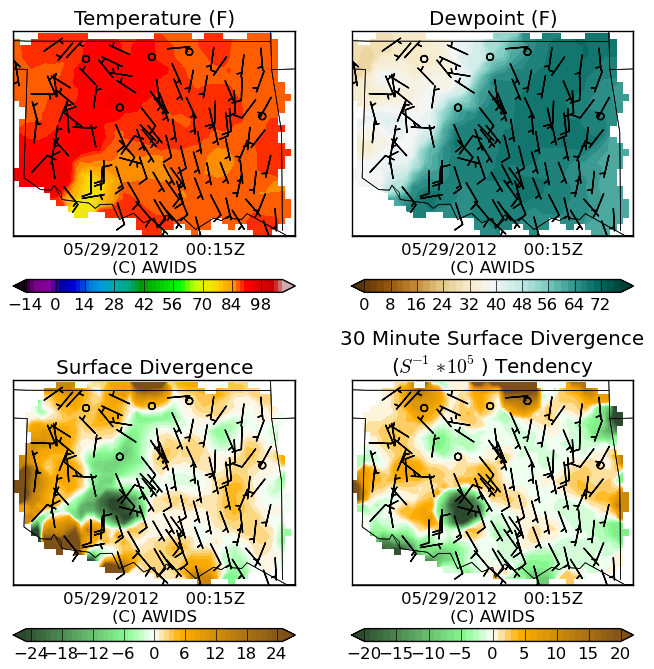 Temperature (F)
Dewpoint (F)
05/29/2012 00:15Z
(C) AWIDS
05/29/2012 00:15Z
(C) AWIDS
−14 0 14 28 42 56 70 84 98
0 8 16 24 32 40 48 56 64 72
Surface Divergence
30 Minute Surface Divergence
(S⁻¹ *10⁵ ) Tendency
05/29/2012 00:15Z
(C) AWIDS
05/29/2012 00:15Z
(C) AWIDS
−24 −18 −12 −6 0 6 12 18 24
−20 −15 −10 −5 0 5 10 15 20